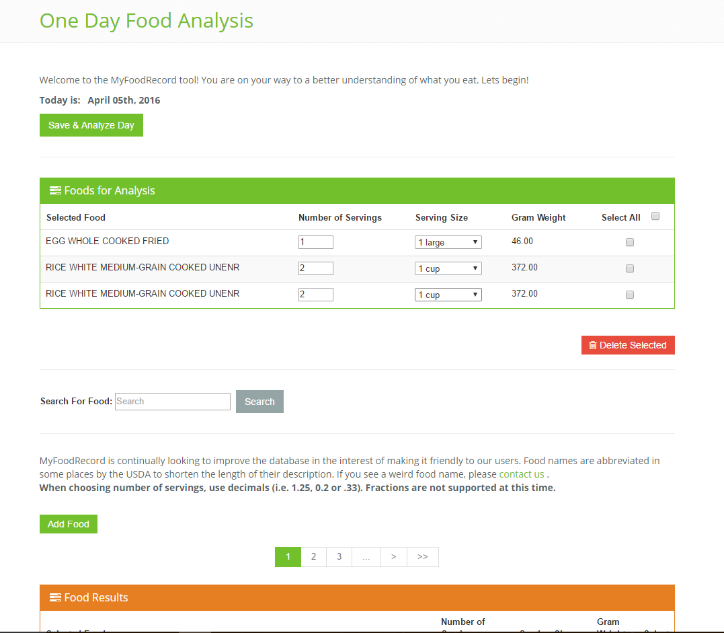 One Day Food Analysis
Welcome to the MyFoodRecord tool! You are on your way to a better understanding of what you eat. Lets begin!
Today is: April 05th, 2016
Save & Analyze Day
Foods for Analysis
Selected Food Number of Servings Serving Size Gram Weight Select All
EGG WHOLE COOKED FRIED 1 1 large 46.00
RICE WHITE MEDIUM-GRAIN COOKED UNENR 2 1 cup 372.00
RICE WHITE MEDIUM-GRAIN COOKED UNENR 2 1 cup 372.00
Delete Selected
Search For Food: Search Search
MyFoodRecord is continually looking to improve the database in the interest of making it friendly to our users. Food names are abbreviated in
some places by the USDA to shorten the length of their description. If you see a weird food name, please contact us .
When choosing number of servings, use decimals (i.e. 1.25, 0.2 or .33). Fractions are not supported at this time.
Add Food
1 2 3 ... > >>
Food Results
Number of Gram